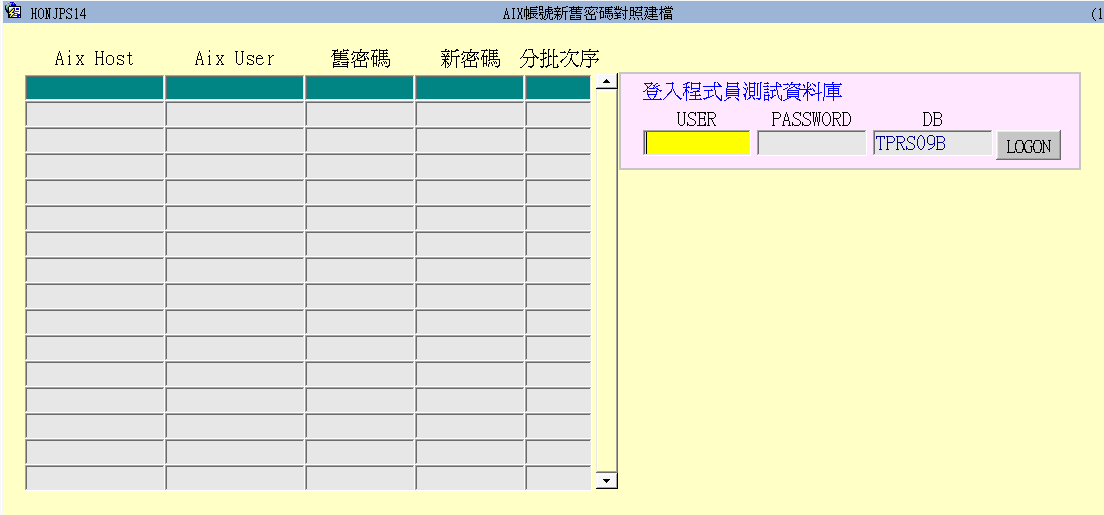 HONJPS14 AIX帳號新舊密碼對照建檔 (1
Aix Host Aix User 舊密碼 新密碼 分批次序
登入程式員測試資料庫
USER PASSWORD DB
TPRS09B LOGON